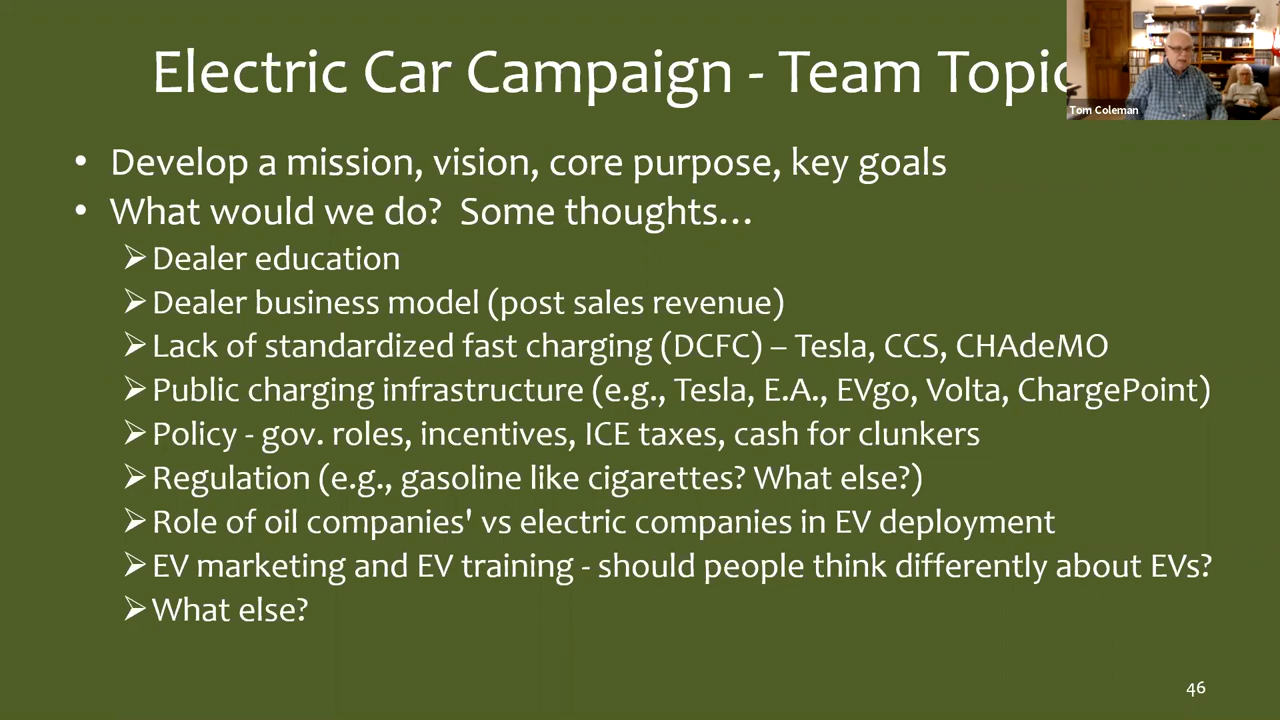 Electric Car Campaign - Team Topic
Tom Coleman
• Develop a mission, vision, core purpose, key goals
• What would we do?  Some thoughts…
➢ Dealer education
➢ Dealer business model (post sales revenue)
➢ Lack of standardized fast charging (DCFC) – Tesla, CCS, CHAdeMO
➢ Public charging infrastructure (e.g., Tesla, E.A., EVgo, Volta, ChargePoint)
➢ Policy - gov. roles, incentives, ICE taxes, cash for clunkers
➢ Regulation (e.g., gasoline like cigarettes? What else?)
➢ Role of oil companies' vs electric companies in EV deployment
➢ EV marketing and EV training - should people think differently about EVs?
➢ What else?
46